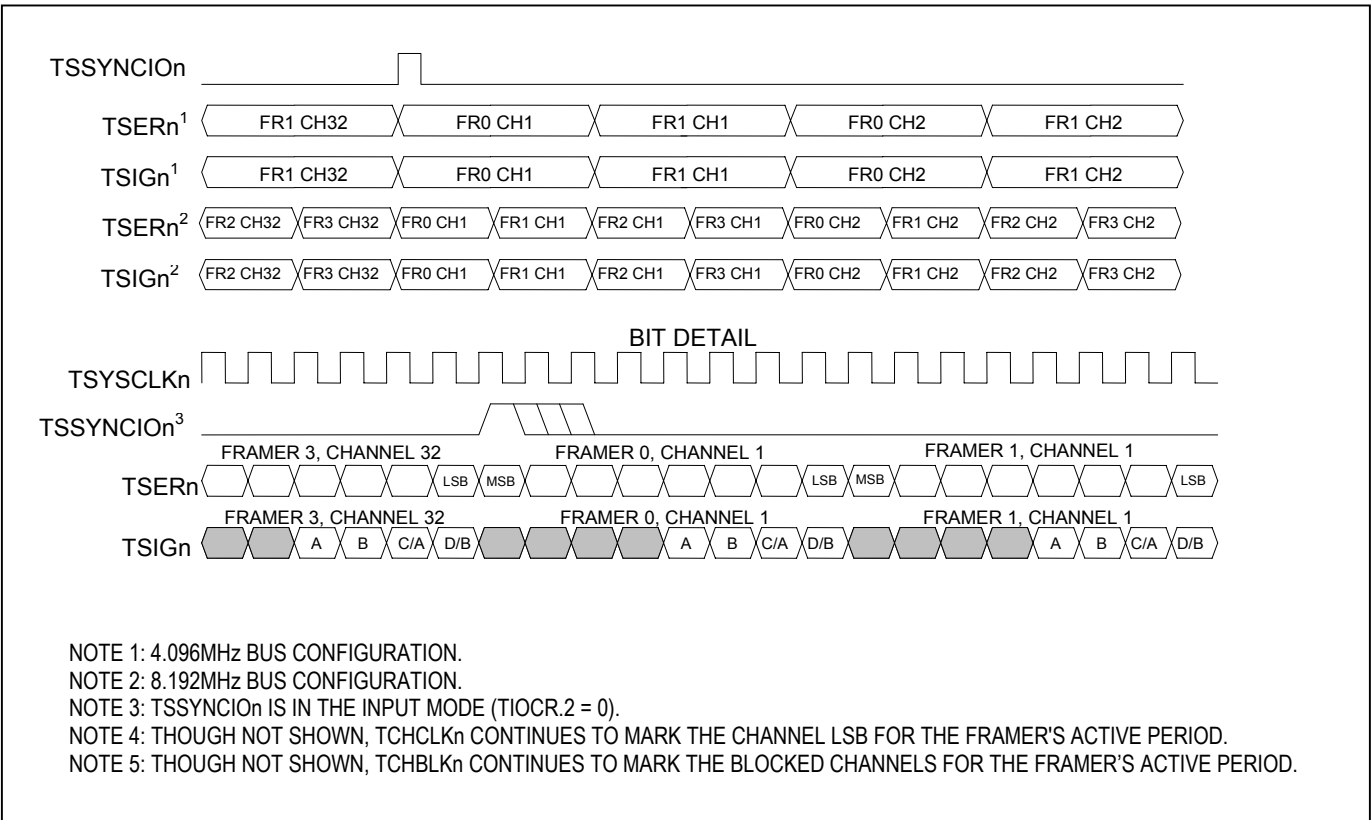 TSSYNCIOn
TSERn1 FR1 CH32 FR0 CH1 FR1 CH1 FR0 CH2 FR1 CH2
TSIGn1 FR1 CH32 FR0 CH1 FR1 CH1 FR0 CH2 FR1 CH2
TSERn2 FR2 CH32 FR3 CH32 FR0 CH1 FR1 CH1 FR2 CH1 FR3 CH1 FR0 CH2 FR1 CH2 FR2 CH2 FR3 CH2
TSIGn2 FR2 CH32 FR3 CH32 FR0 CH1 FR1 CH1 FR2 CH1 FR3 CH1 FR0 CH2 FR1 CH2 FR2 CH2 FR3 CH2
BIT DETAIL
TSYSCLKn
TSSYNCIOn3
FRAMER 3, CHANNEL 32 FRAMER 0, CHANNEL 1 FRAMER 1, CHANNEL 1
TSERn LSB MSB LSB MSB LSB
FRAMER 3, CHANNEL 32 FRAMER 0, CHANNEL 1 FRAMER 1, CHANNEL 1
TSIGn A B C/A D/B A B C/A D/B A B C/A D/B
NOTE 1: 4.096MHz BUS CONFIGURATION.
NOTE 2: 8.192MHz BUS CONFIGURATION.
NOTE 3: TSSYNCIOn IS IN THE INPUT MODE (TIOCR.2 = 0).
NOTE 4: THOUGH NOT SHOWN, TCHCLKn CONTINUES TO MARK THE CHANNEL LSB FOR THE FRAMER'S ACTIVE PERIOD.
NOTE 5: THOUGH NOT SHOWN, TCHBLKn CONTINUES TO MARK THE BLOCKED CHANNELS FOR THE FRAMER’S ACTIVE PERIOD.